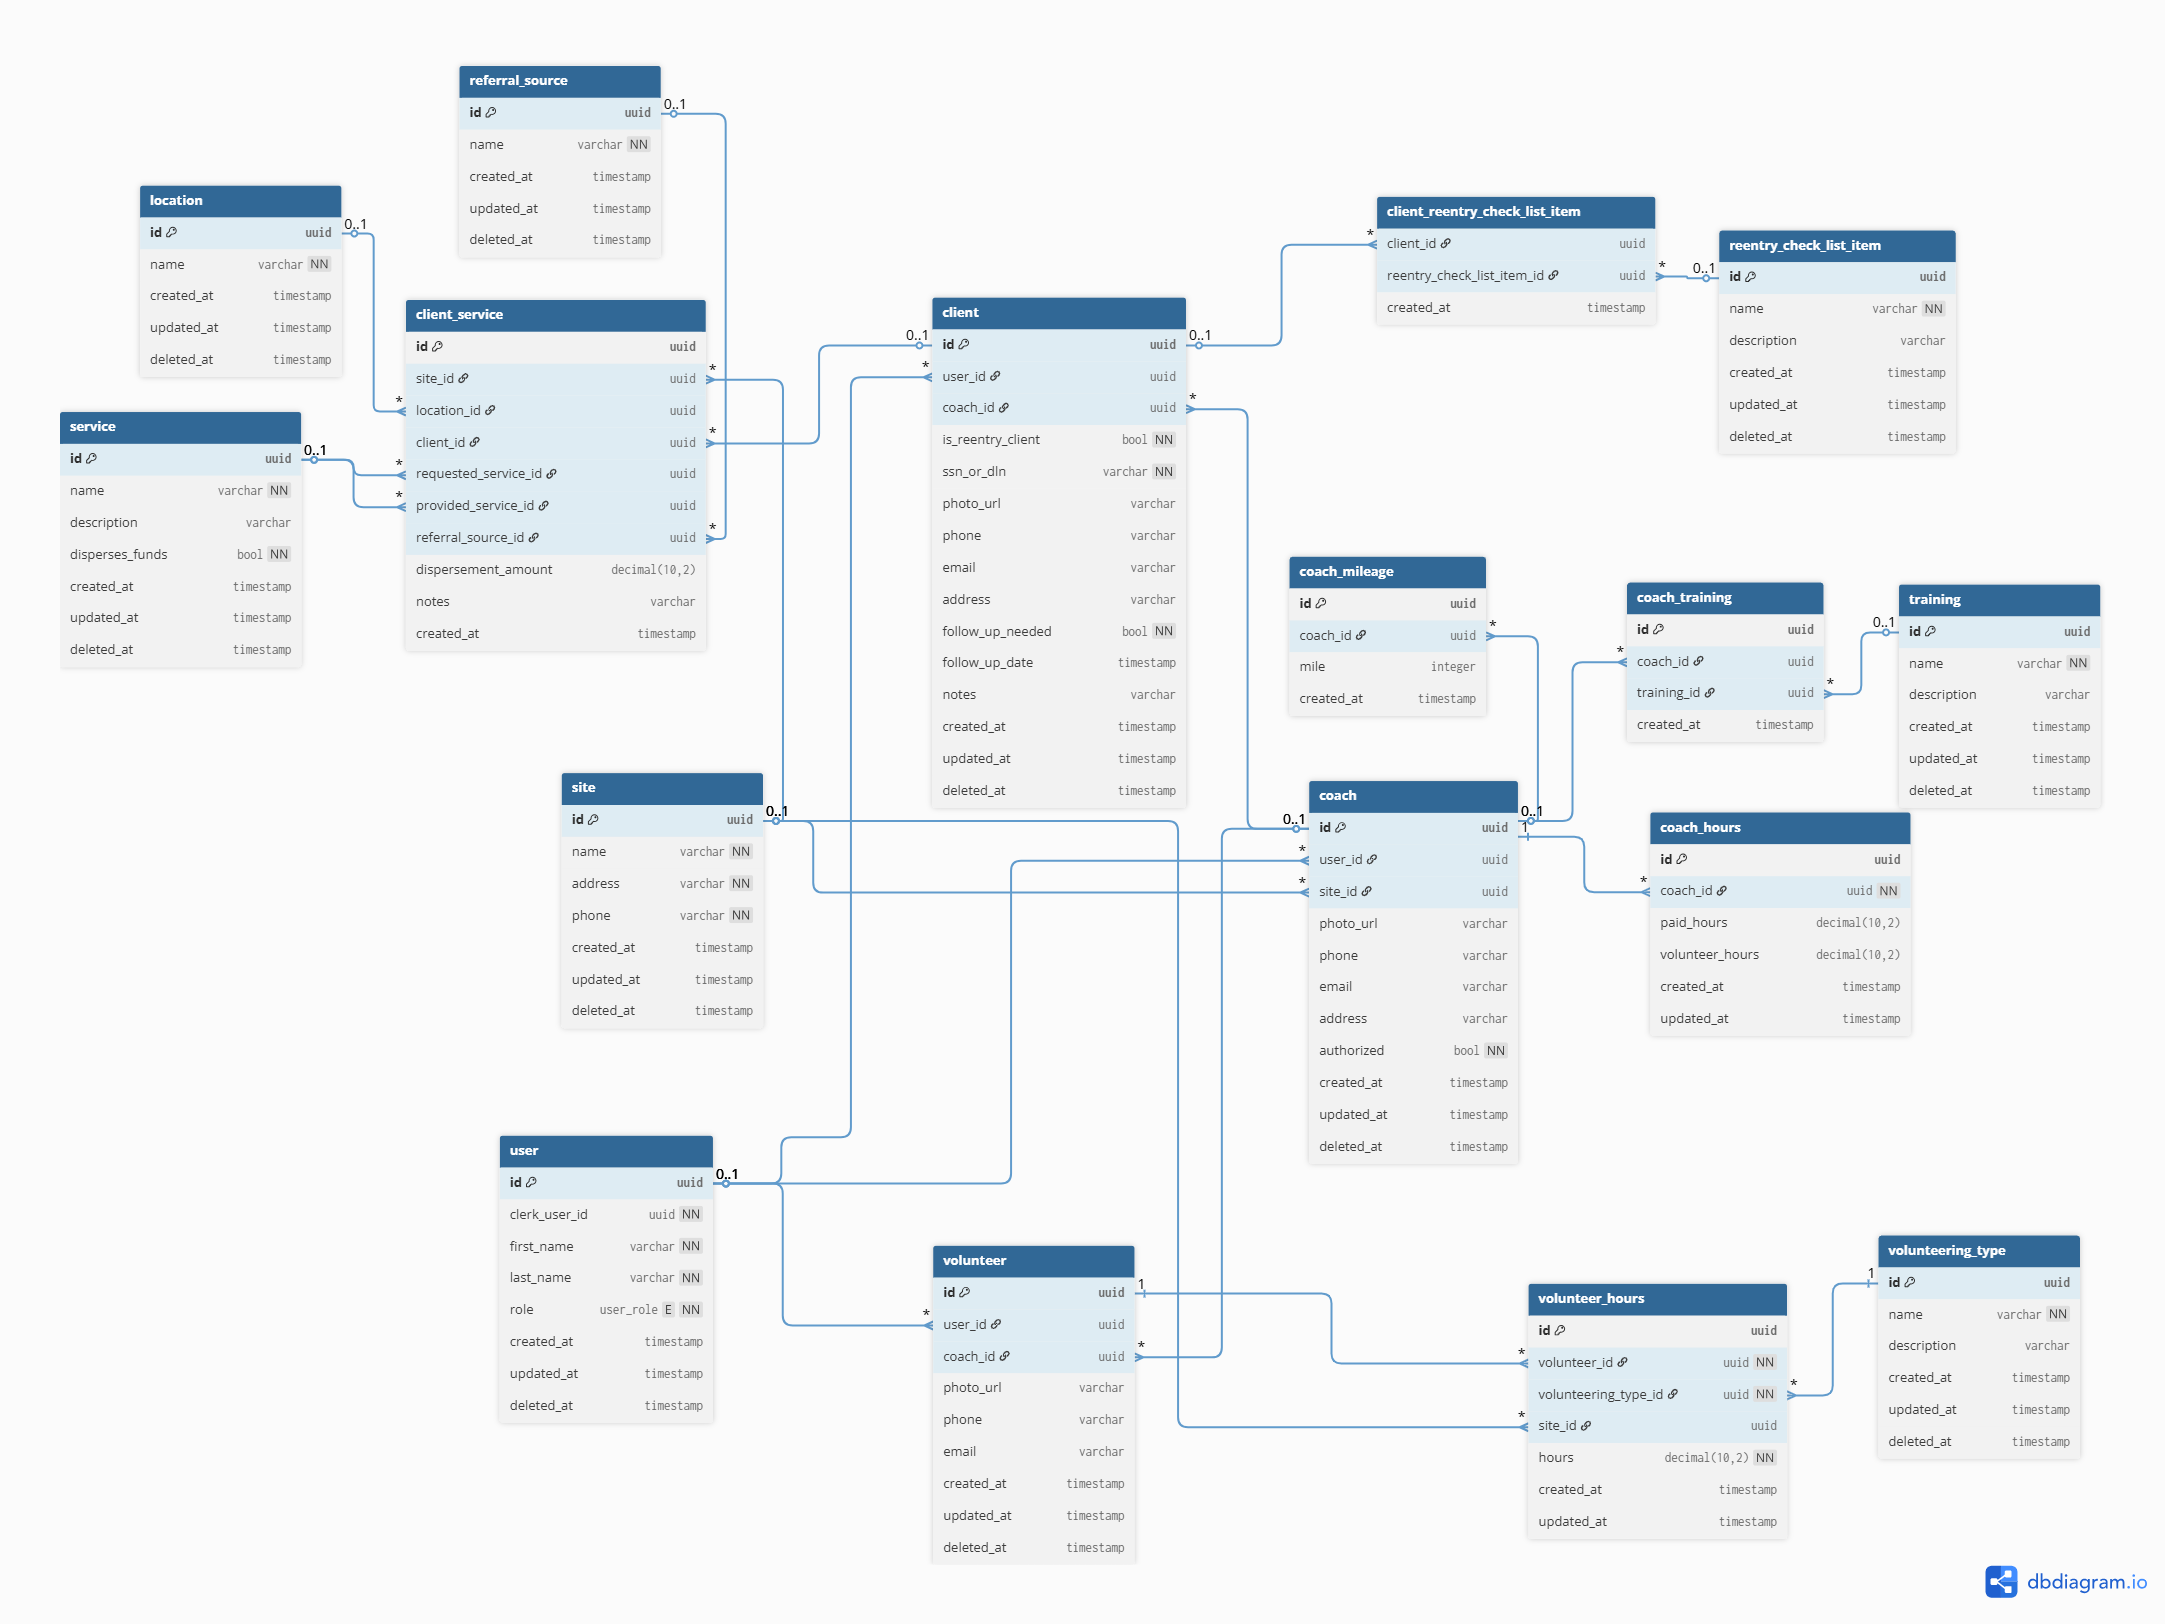 referral_source
id uuid
name varchar NN
created_at timestamp
updated_at timestamp
deleted_at timestamp
0..1
location
id uuid
name varchar NN
created_at timestamp
updated_at timestamp
deleted_at timestamp
0..1
service
id uuid
name varchar NN
description varchar
disperses_funds bool NN
created_at timestamp
updated_at timestamp
deleted_at timestamp
0..1
client_service
id uuid
site_id uuid
location_id uuid
client_id uuid
requested_service_id uuid
provided_service_id uuid
referral_source_id uuid
dispersement_amount decimal(10,2)
notes varchar
created_at timestamp
*
*
*
*
*
*
client
id uuid
user_id uuid
coach_id uuid
is_reentry_client bool NN
ssn_or_dln varchar NN
photo_url varchar
phone varchar
email varchar
address varchar
follow_up_needed bool NN
follow_up_date timestamp
notes varchar
created_at timestamp
updated_at timestamp
deleted_at timestamp
0..1
*
0..1
*
client_reentry_check_list_item
client_id uuid
reentry_check_list_item_id uuid
created_at timestamp
*
*
reentry_check_list_item
id uuid
name varchar NN
description varchar
created_at timestamp
updated_at timestamp
deleted_at timestamp
0..1
coach_mileage
id uuid
coach_id uuid
mile integer
created_at timestamp
*
coach_training
id uuid
coach_id uuid
training_id uuid
created_at timestamp
*
*
training
id uuid
name varchar NN
description varchar
created_at timestamp
updated_at timestamp
deleted_at timestamp
0..1
site
id uuid
name varchar NN
address varchar NN
phone varchar NN
created_at timestamp
updated_at timestamp
deleted_at timestamp
0..1
coach
id uuid
user_id uuid
site_id uuid
photo_url varchar
phone varchar
email varchar
address varchar
authorized bool NN
created_at timestamp
updated_at timestamp
deleted_at timestamp
0..1
*
*
0..1
1
coach_hours
id uuid
coach_id uuid NN
paid_hours decimal(10,2)
volunteer_hours decimal(10,2)
created_at timestamp
updated_at timestamp
*
user
id uuid
clerk_user_id uuid NN
first_name varchar NN
last_name varchar NN
role user_role E NN
created_at timestamp
updated_at timestamp
deleted_at timestamp
0..1
volunteer
id uuid
user_id uuid
coach_id uuid
photo_url varchar
phone varchar
email varchar
created_at timestamp
updated_at timestamp
deleted_at timestamp
1
*
*
volunteer_hours
id uuid
volunteer_id uuid NN
volunteering_type_id uuid NN
site_id uuid
hours decimal(10,2) NN
created_at timestamp
updated_at timestamp
*
*
*
volunteering_type
id uuid
name varchar NN
description varchar
created_at timestamp
updated_at timestamp
deleted_at timestamp
1
dbdiagram.io